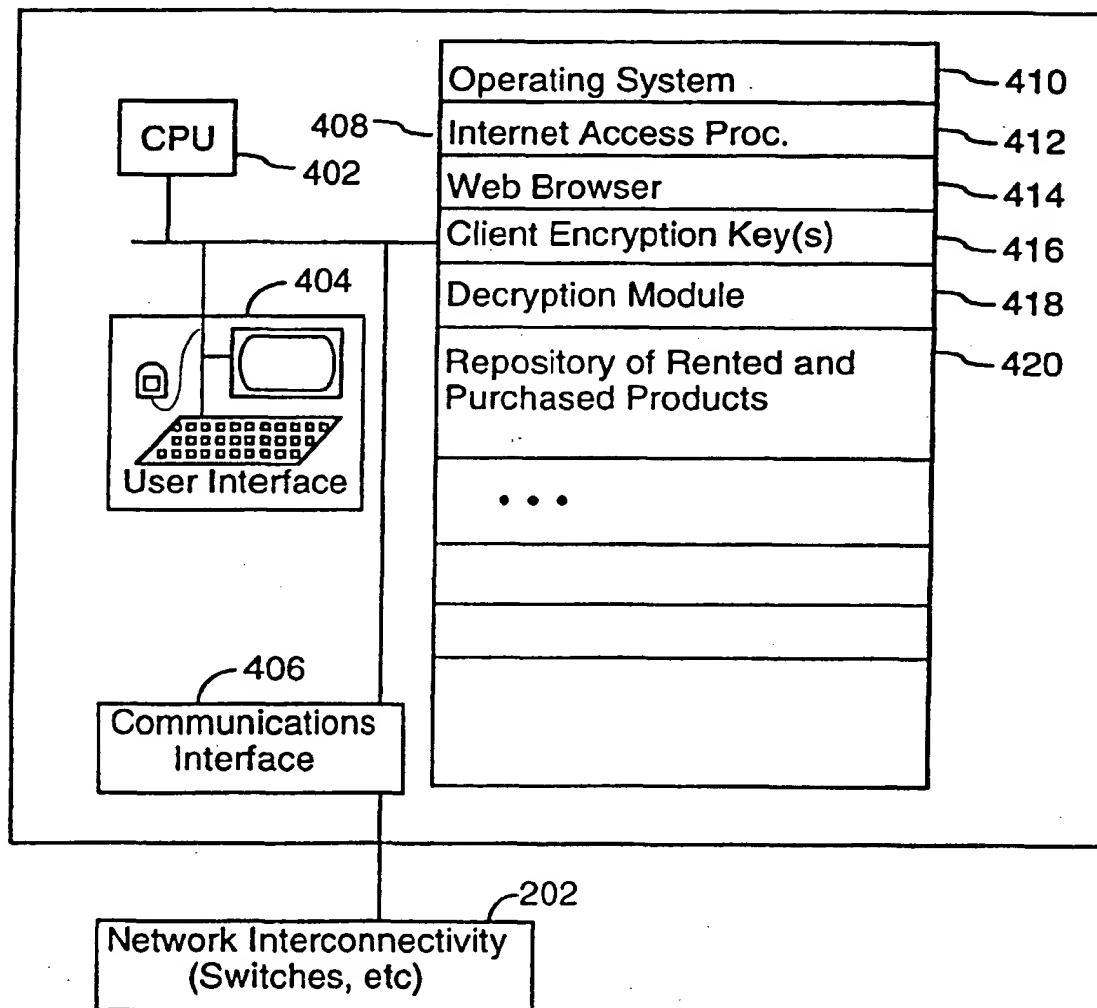 Operating System
410
CPU
408
Internet Access Proc.
412
402
Web Browser
414
Client Encryption Key(s)
416
404
Decryption Module
418
Repository of Rented and
Purchased Products
420
User Interface
• • •
406
Communications
Interface
202
Network Interconnectivity
(Switches, etc)